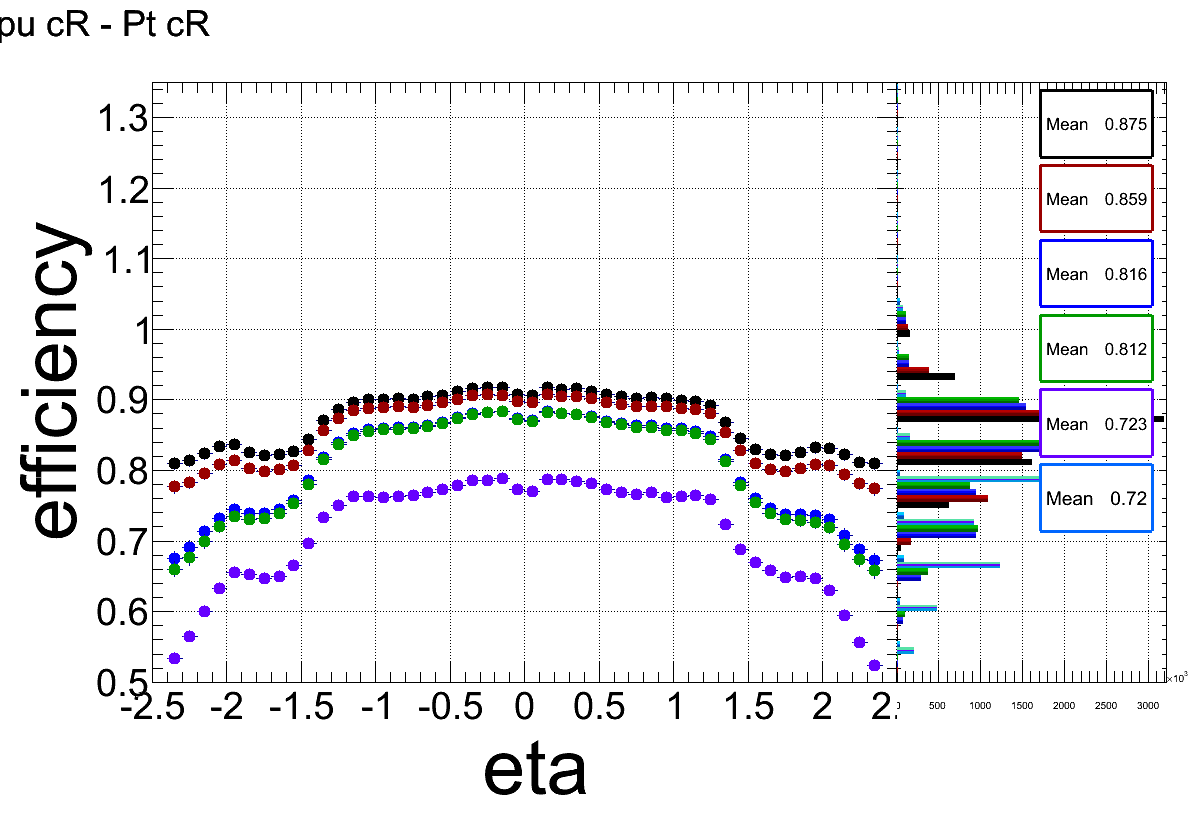 pu cR - Pt cR
efficiency
1.3
1.2
1.1
1
0.9
0.8
0.7
0.6
0.5
-2.5 -2 -1.5 -1 -0.5 0 0.5 1 1.5 2 2.
eta
Mean 0.875
Mean 0.859
Mean 0.816
Mean 0.812
Mean 0.723
Mean 0.72
500 1000 1500 2000 2500 3000
×10³